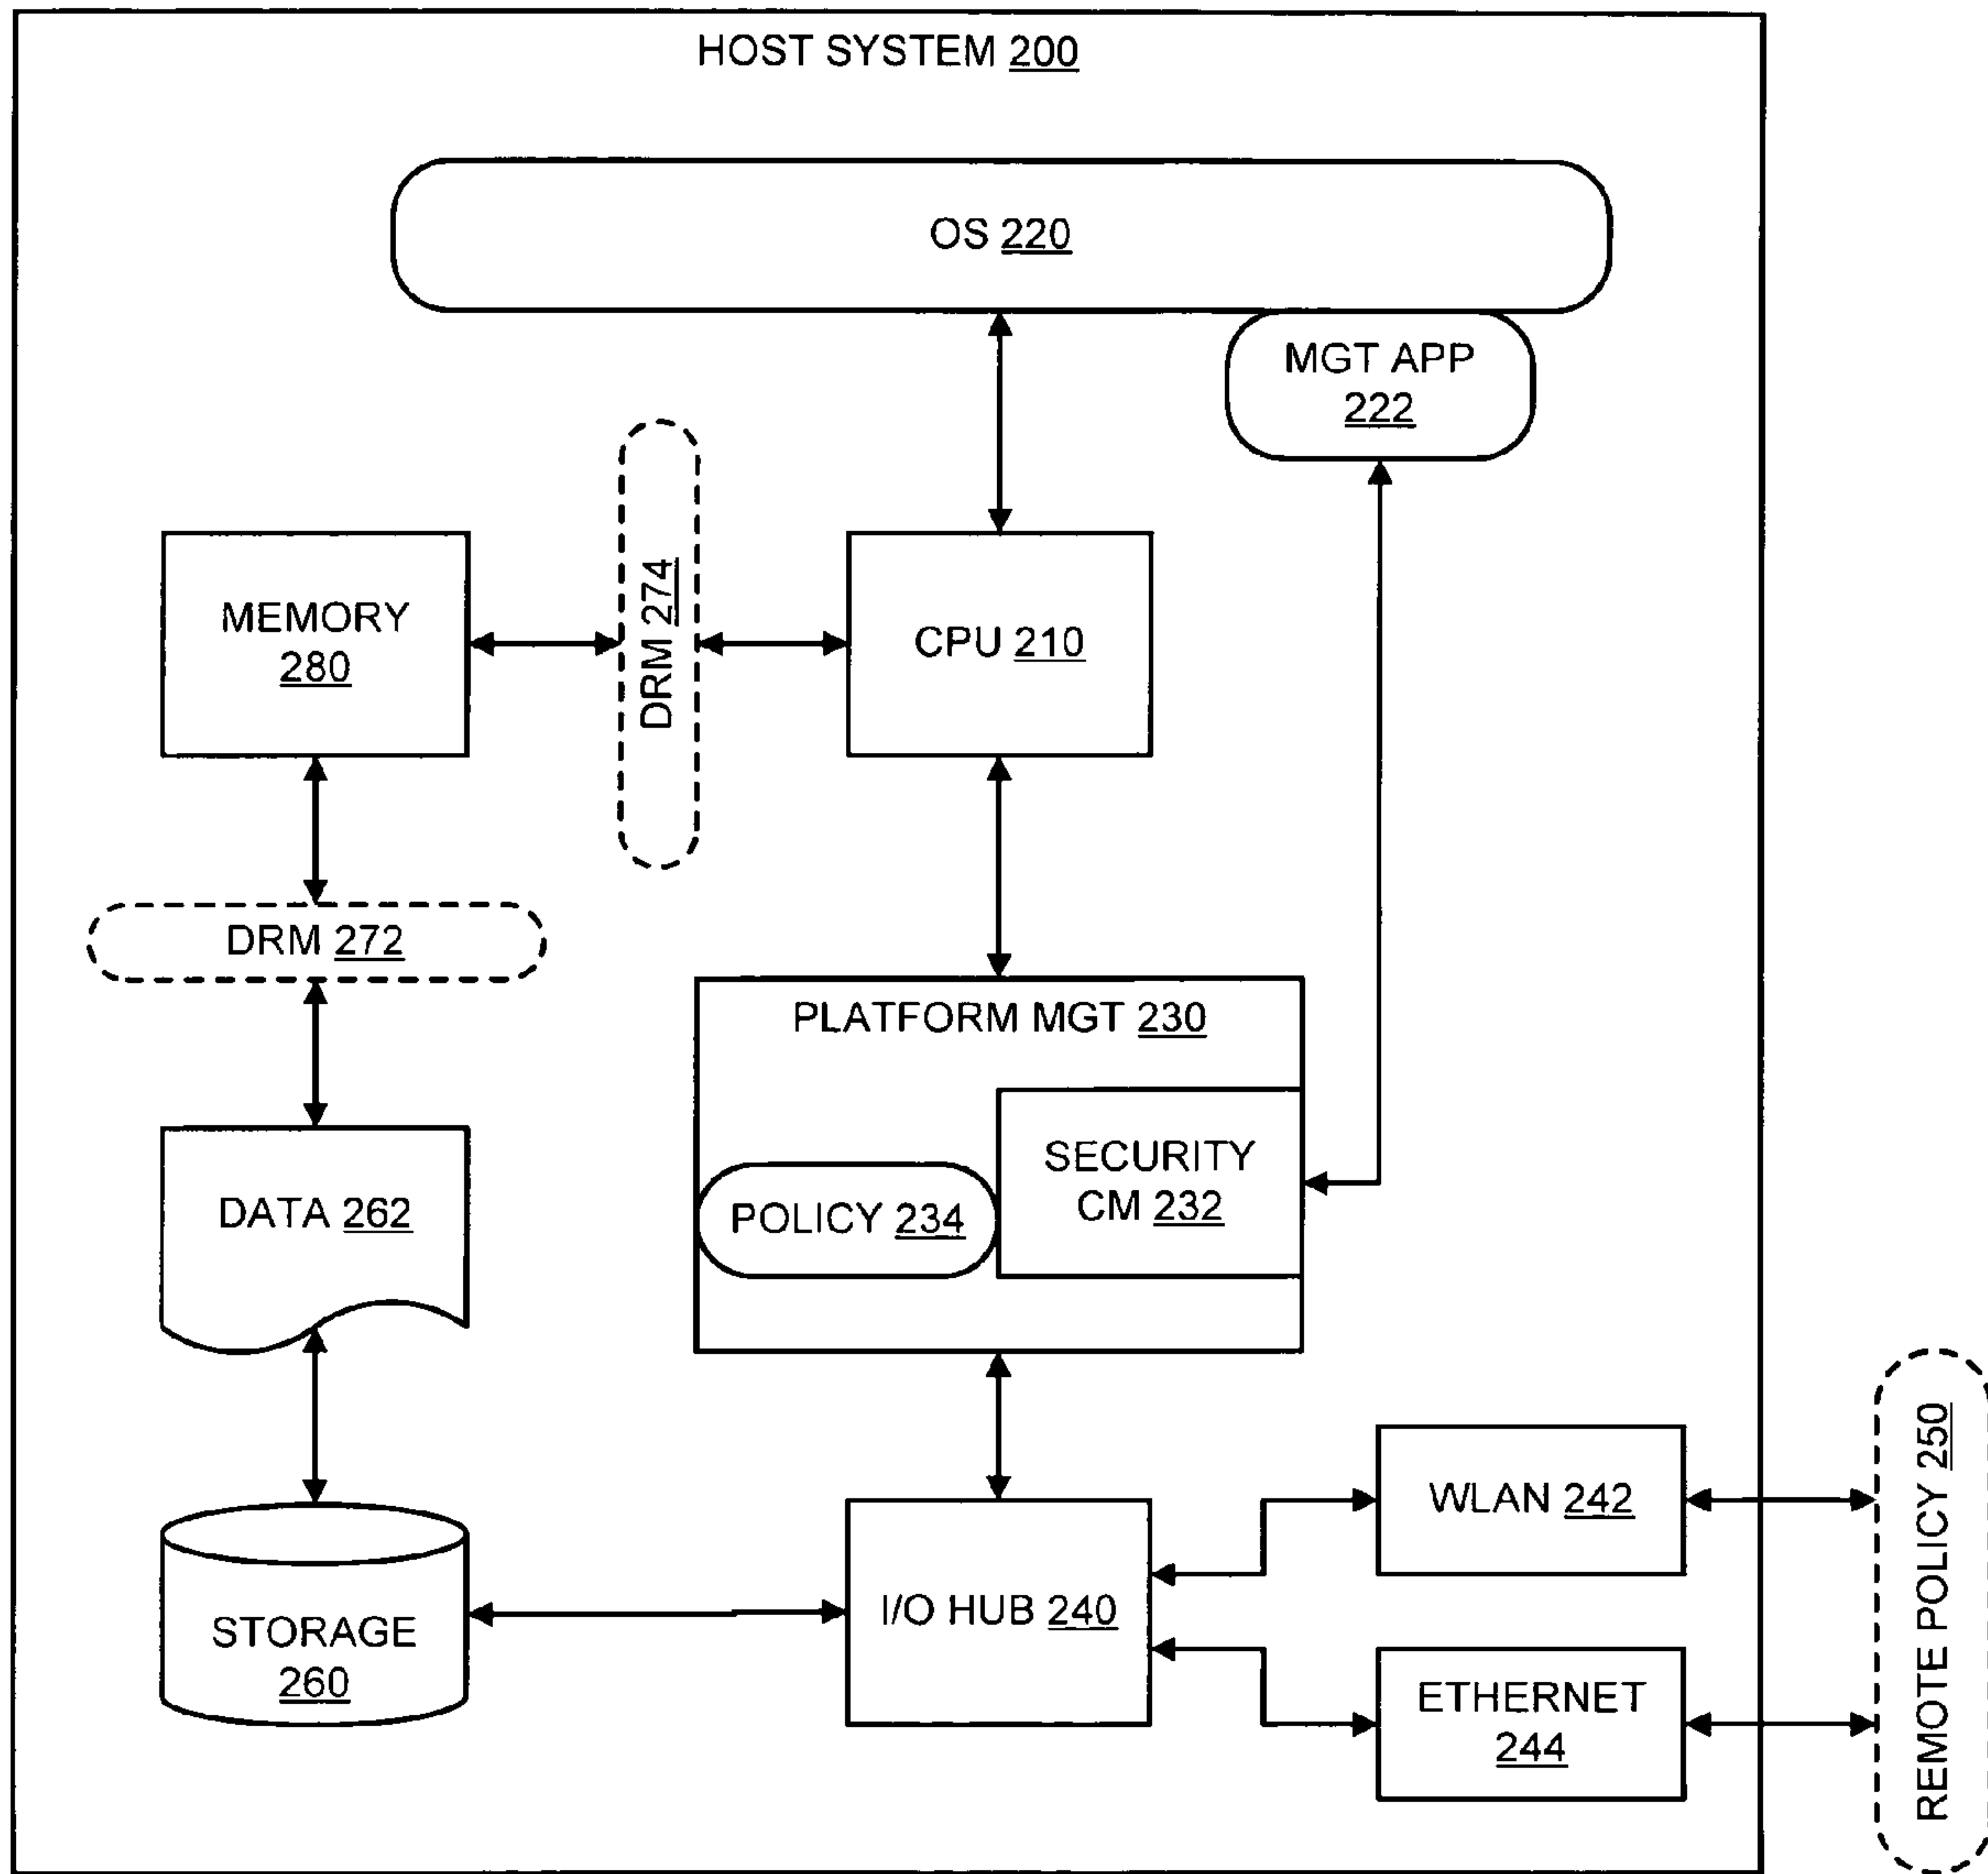 HOST SYSTEM 200
OS 220
MGT APP
222
MEMORY
280
DRM 274
CPU 210
DRM 272
PLATFORM MGT 230
SECURITY
CM 232
POLICY 234
DATA 262
STORAGE
260
I/O HUB 240
WLAN 242
ETHERNET
244
REMOTE POLICY 250